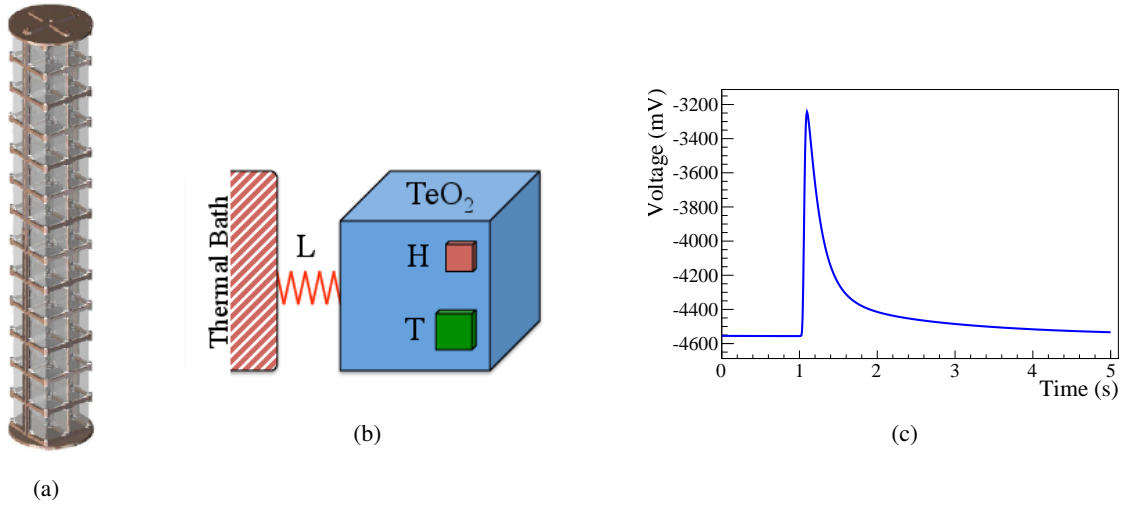 (a)
Thermal Bath
L
TeO₂
H
T
(b)
Voltage (mV)
-3200
-3400
-3600
-3800
-4000
-4200
-4400
-4600
0 1 2 3 4 5
Time (s)
(c)